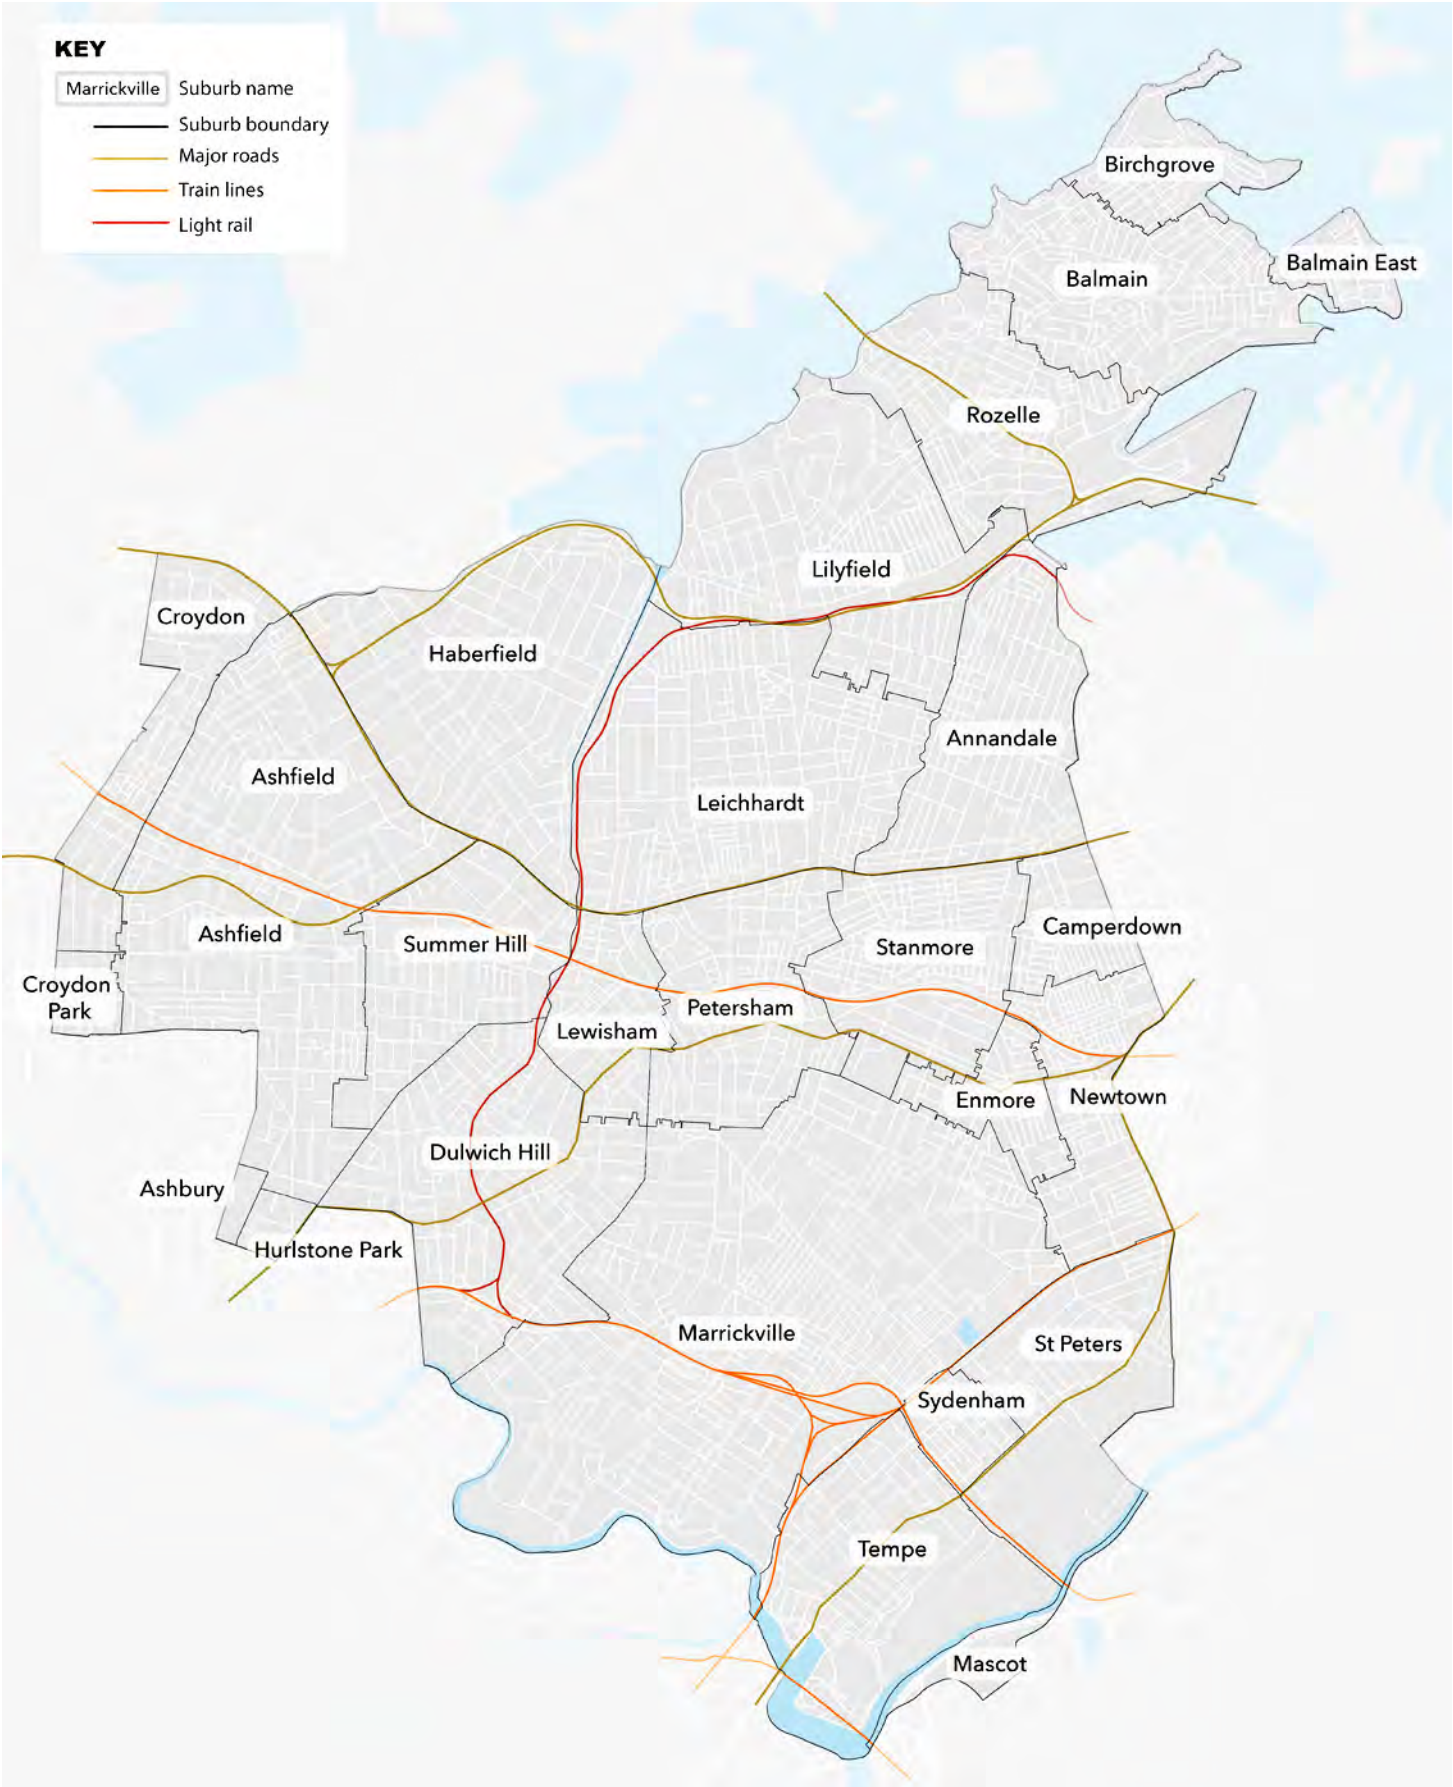 KEY
Marrickville Suburb name
Suburb boundary
Major roads
Train lines
Light rail
Birchgrove
Balmain East
Balmain
Rozelle
Lilyfield
Croydon
Haberfield
Annandale
Ashfield
Leichhardt
Camperdown
Ashfield
Summer Hill
Stanmore
Croydon
Park
Petersham
Lewisham
Newtown
Enmore
Dulwich Hill
Ashbury
Hurlstone Park
Marrickville
St Peters
Sydenham
Tempe
Mascot